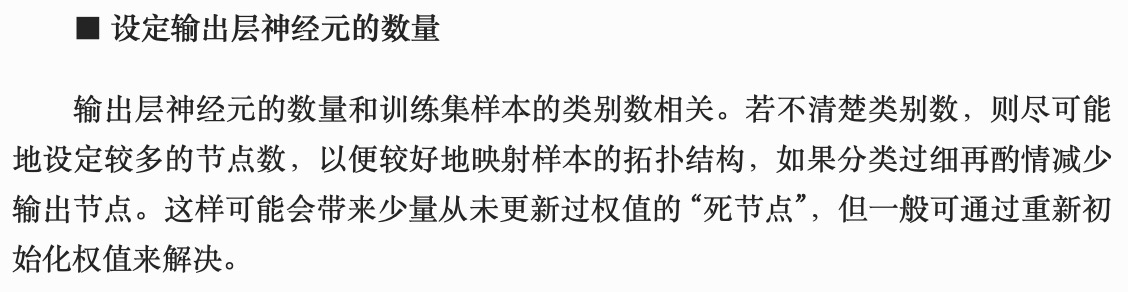 ■ 设定输出层神经元的数量
输出层神经元的数量和训练集样本的类别数相关。若不清楚类别数，则尽可能
地设定较多的节点数，以便较好地映射样本的拓扑结构，如果分类过细再酌情减少
输出节点。这样可能会带来少量从未更新过权值的“死节点”，但一般可通过重新初
始化权值来解决。